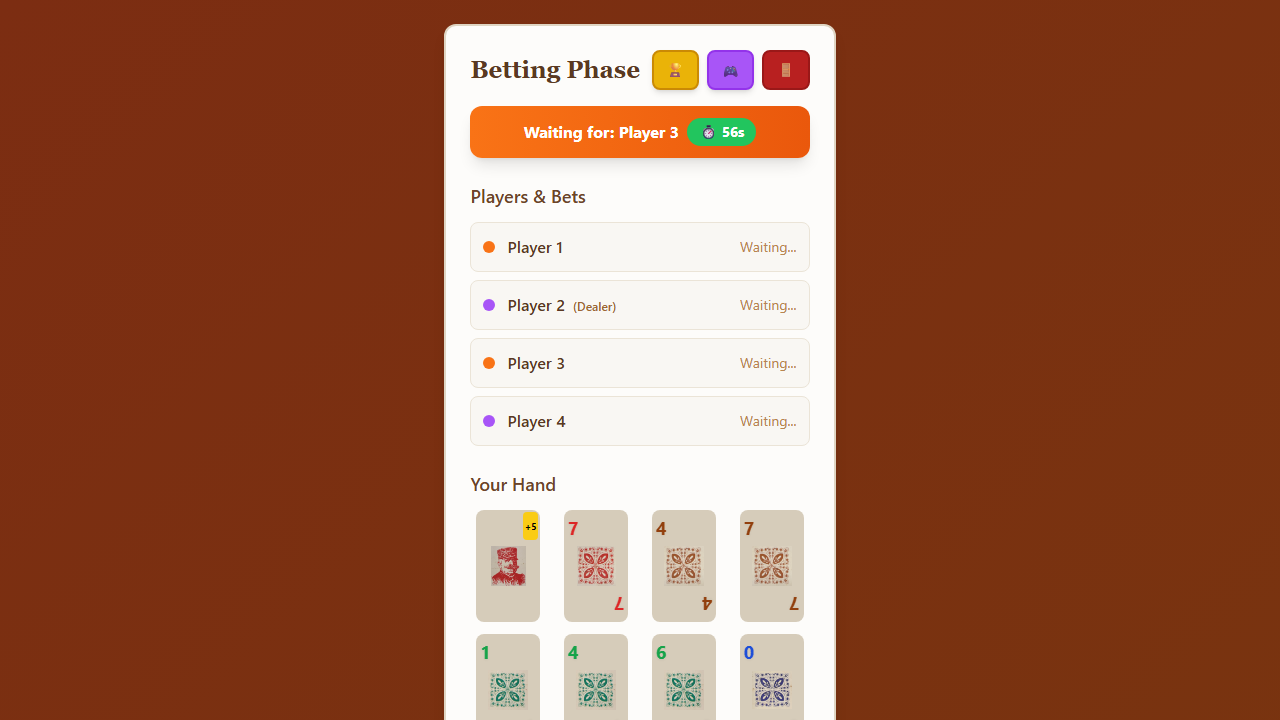 Betting Phase
Waiting for: Player 3 56s
Players & Bets
Player 1 Waiting...
Player 2 (Dealer) Waiting...
Player 3 Waiting...
Player 4 Waiting...
Your Hand
+5
7 4 7
7 4 7
1 4 6 0